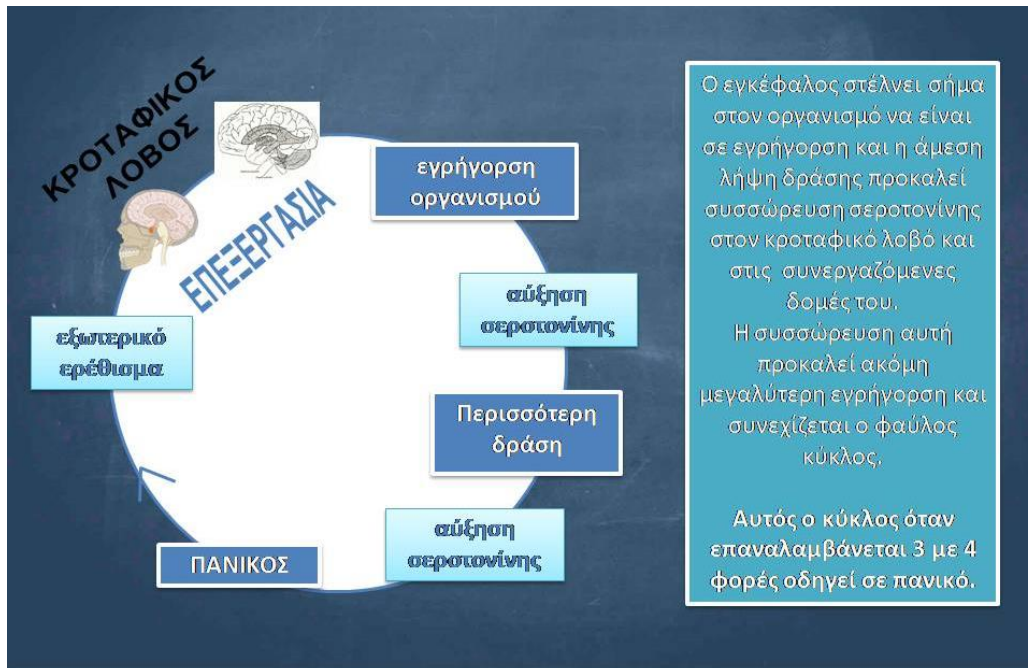 ΚΡΟΤΑΦΙΚΟΣ
ΛΟΒΟΣ
ΕΠΕΞΕΡΓΑΣΙΑ
εγρήγορση
οργανισμού
αύξηση
σεροτονίνης
Περισσότερη
δράση
αύξηση
σεροτονίνης
ΠΑΝΙΚΟΣ
εξωτερικό
ερέθισμα
Ο εγκέφαλος στέλνει σήμα
στον οργανισμό να είναι
σε εγρήγορση και η άμεση
λήψη δράσης προκαλεί
συσσώρευση σεροτονίνης
στον κροταφικό λοβό και
στις συνεργαζόμενες
δομές του.
Η συσσώρευση αυτή
προκαλεί ακόμη
μεγαλύτερη εγρήγορση και
συνεχίζεται ο φαύλος
κύκλος.
Αυτός ο κύκλος όταν
επαναλαμβάνεται 3 με 4
φορές οδηγεί σε πανικό.